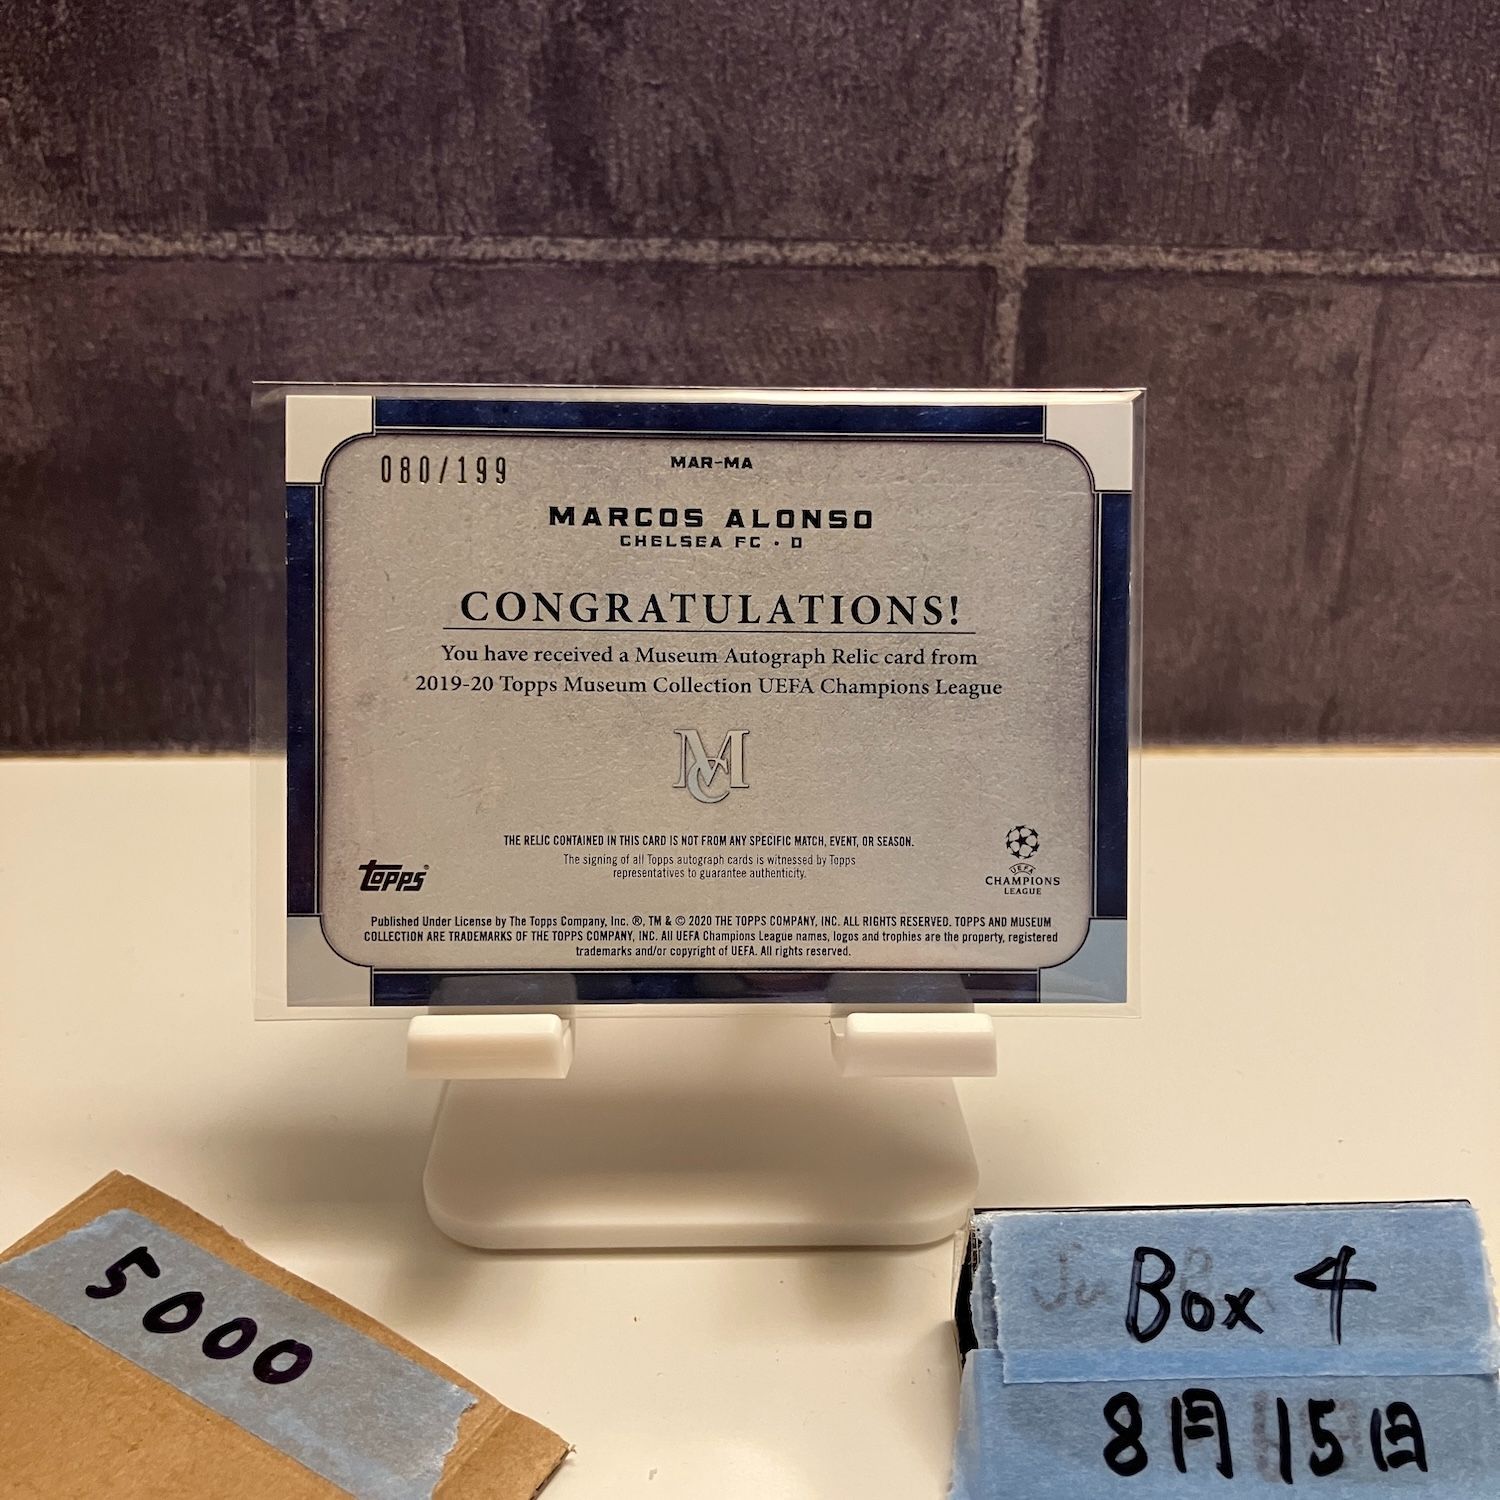 080/199
MAR-MA
MARCOS ALONSO
CHELSEA FC · D
CONGRATULATIONS!
You have received a Museum Autograph Relic card from
2019-20 Topps Museum Collection UEFA Champions League
MC
THE RELIC CONTAINED IN THIS CARD IS NOT FROM ANY SPECIFIC MATCH, EVENT, OR SEASON.
The signing of all Topps autograph cards is witnessed by Topps
representatives to guarantee authenticity.
Topps®
UEFA
CHAMPIONS
LEAGUE
Published Under License by The Topps Company, Inc. ®, TM & © 2020 THE TOPPS COMPANY, INC. ALL RIGHTS RESERVED. TOPPS AND MUSEUM
COLLECTION ARE TRADEMARKS OF THE TOPPS COMPANY, INC. All UEFA Champions League names, logos and trophies are the property, registered
trademarks and/or copyright of UEFA. All rights reserved.
5000
Box 4
8月15日